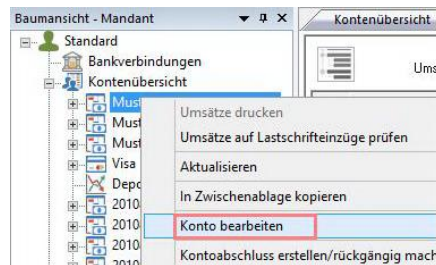 Baumansicht - Mandant
Kontenübersicht
Standard
Bankverbindungen
Kontenübersicht
Ums
Must
Must
Must
Visa
Depo
2010
2010
2010
2010
Umsätze drucken
Umsätze auf Lastschrifteinzüge prüfen
Aktualisieren
In Zwischenablage kopieren
Konto bearbeiten
Kontoabschluss erstellen/rückgängig mach